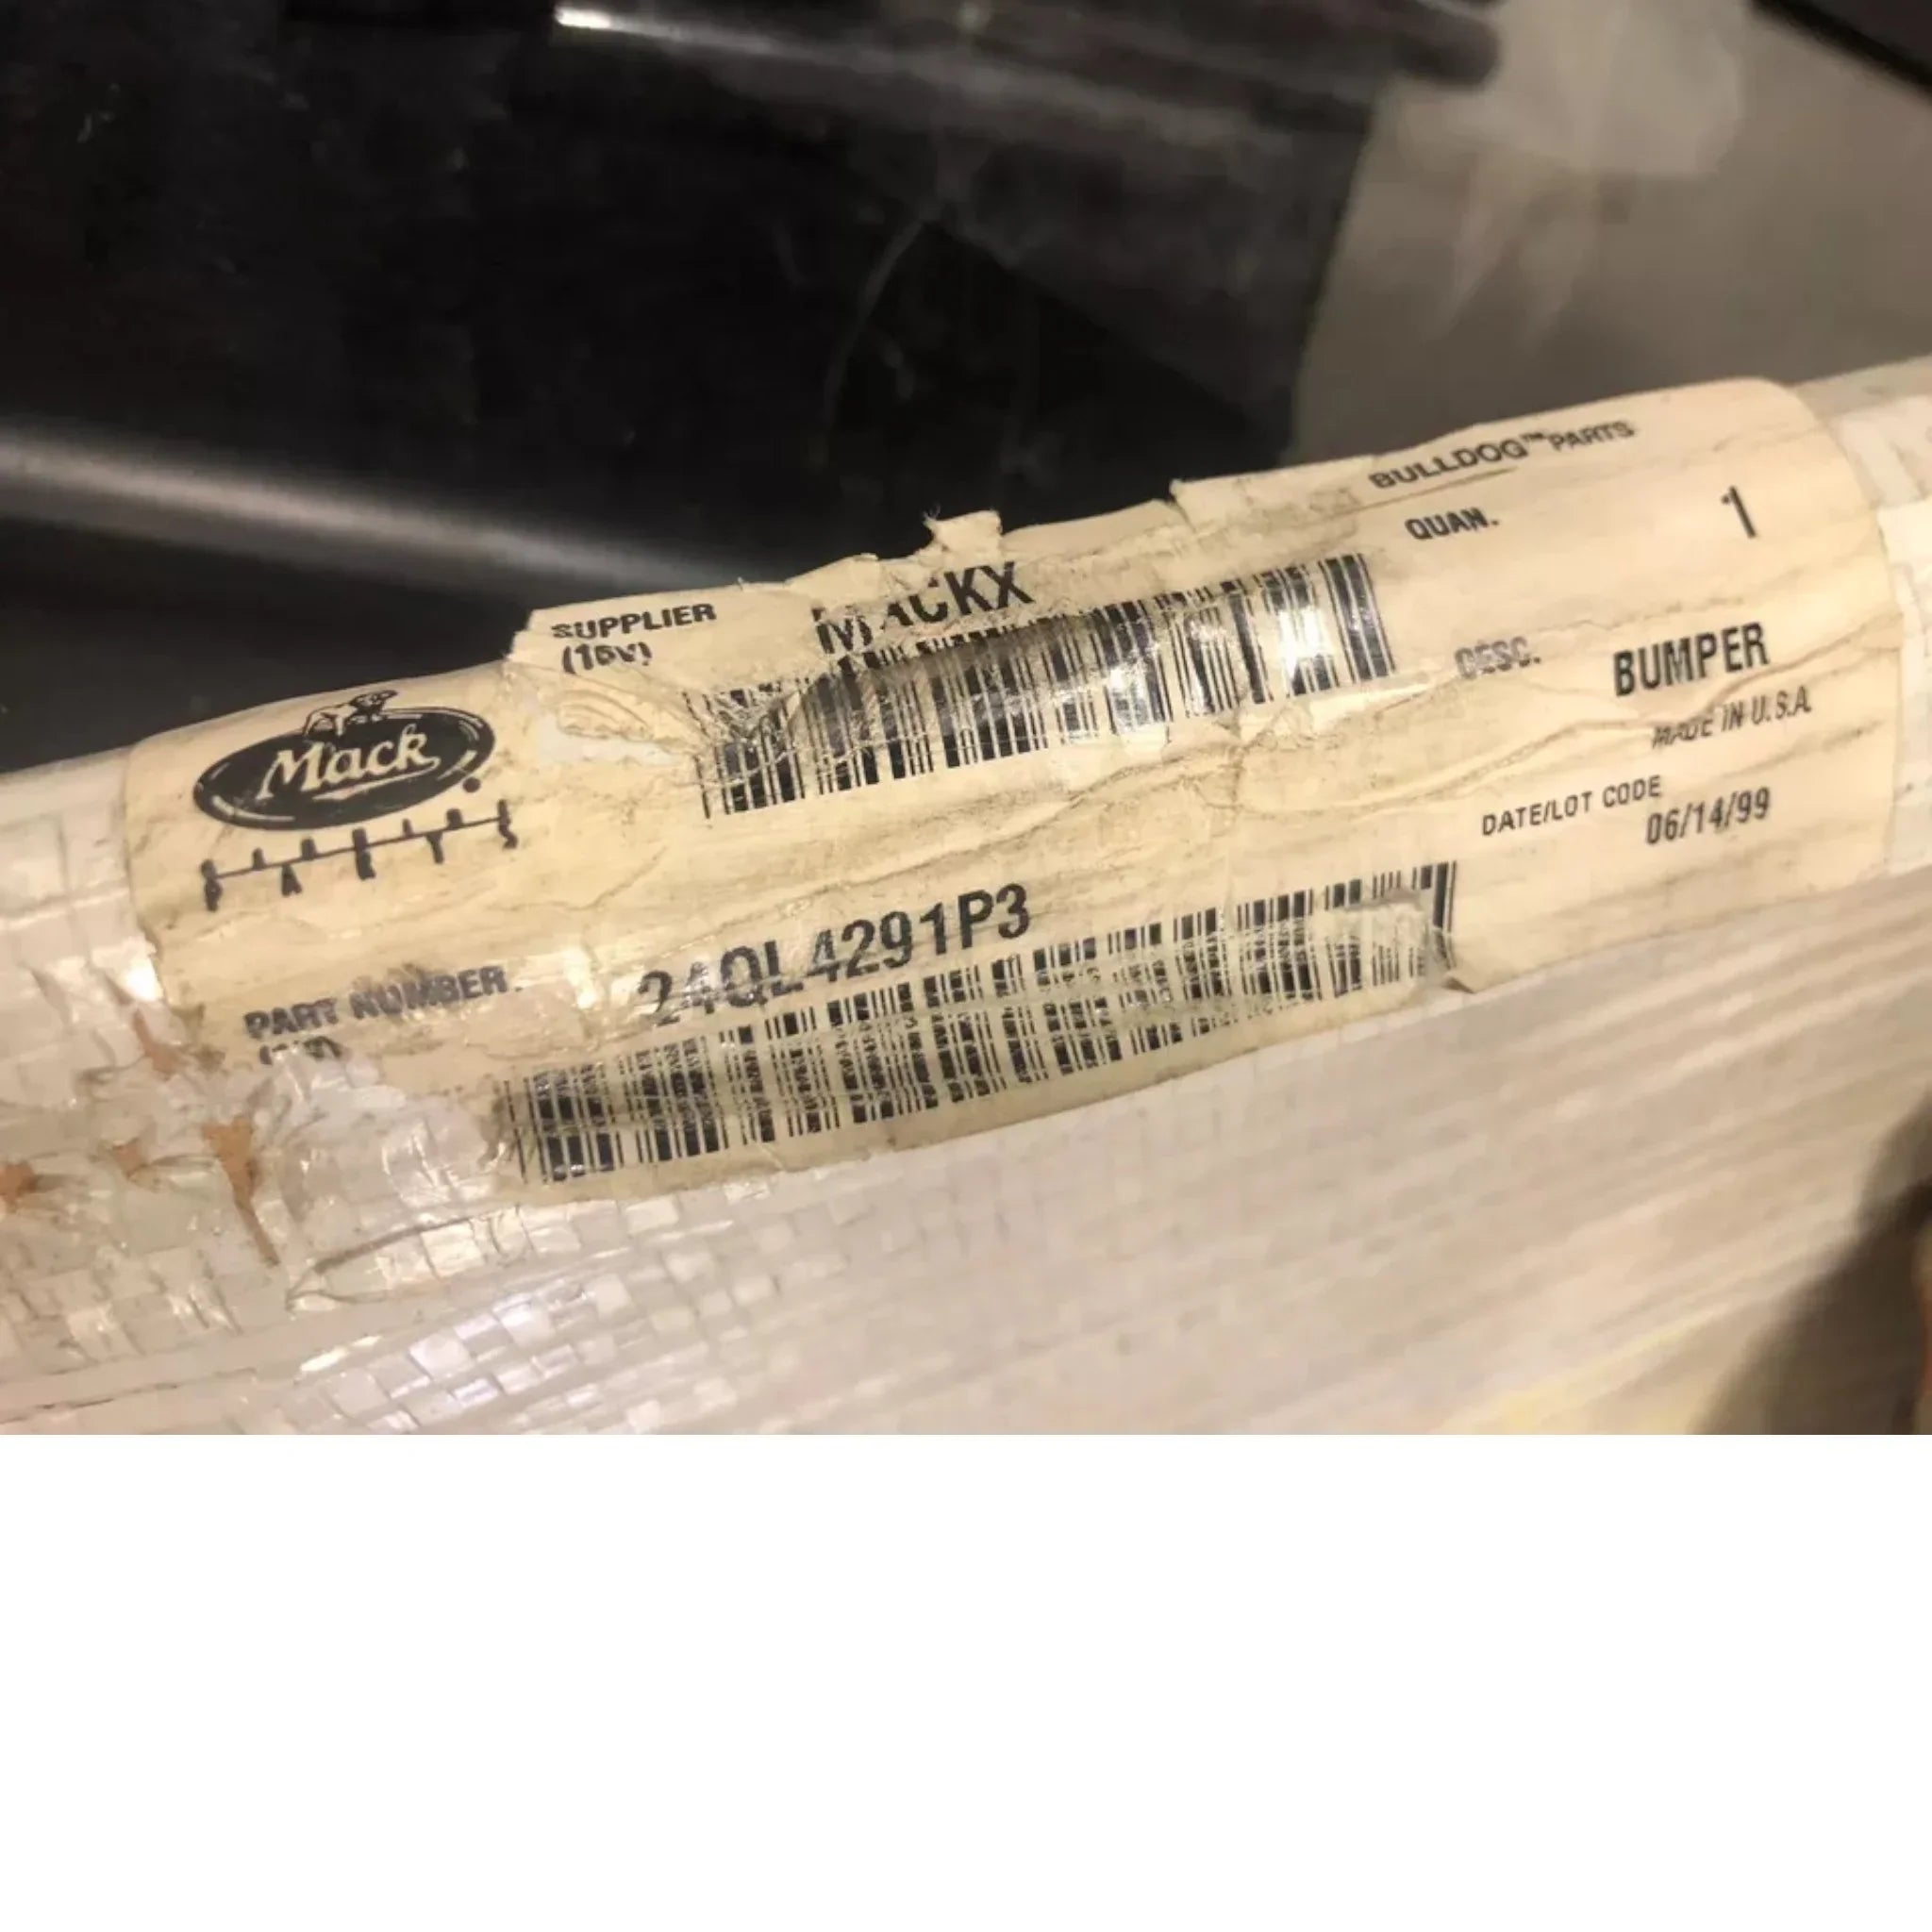 BULLDOG™ PARTS
SUPPLIER MACKX
QUAN. 1
Mack
PARTS
DESC. BUMPER
MADE IN U.S.A.
DATE/LOT CODE
06/14/99
PART NUMBER. 24QL4291P3